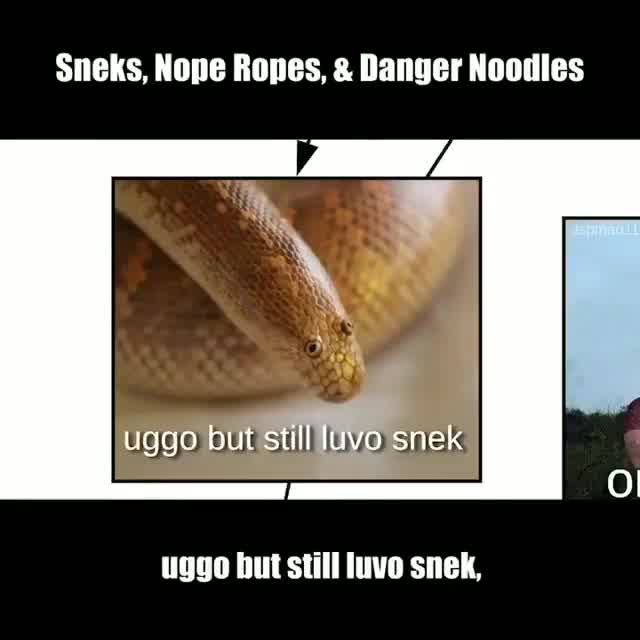 Sneks, Nope Ropes, & Danger Noodles
uggo but still luvo snek
uggo but still luvo snek,